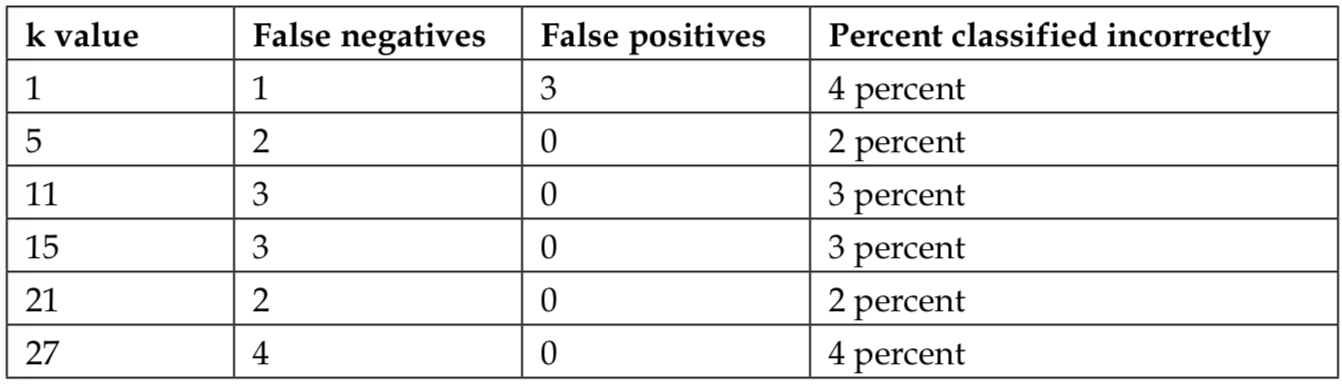 k value False negatives False positives Percent classified incorrectly
1 1 3 4 percent
5 2 0 2 percent
11 3 0 3 percent
15 3 0 3 percent
21 2 0 2 percent
27 4 0 4 percent